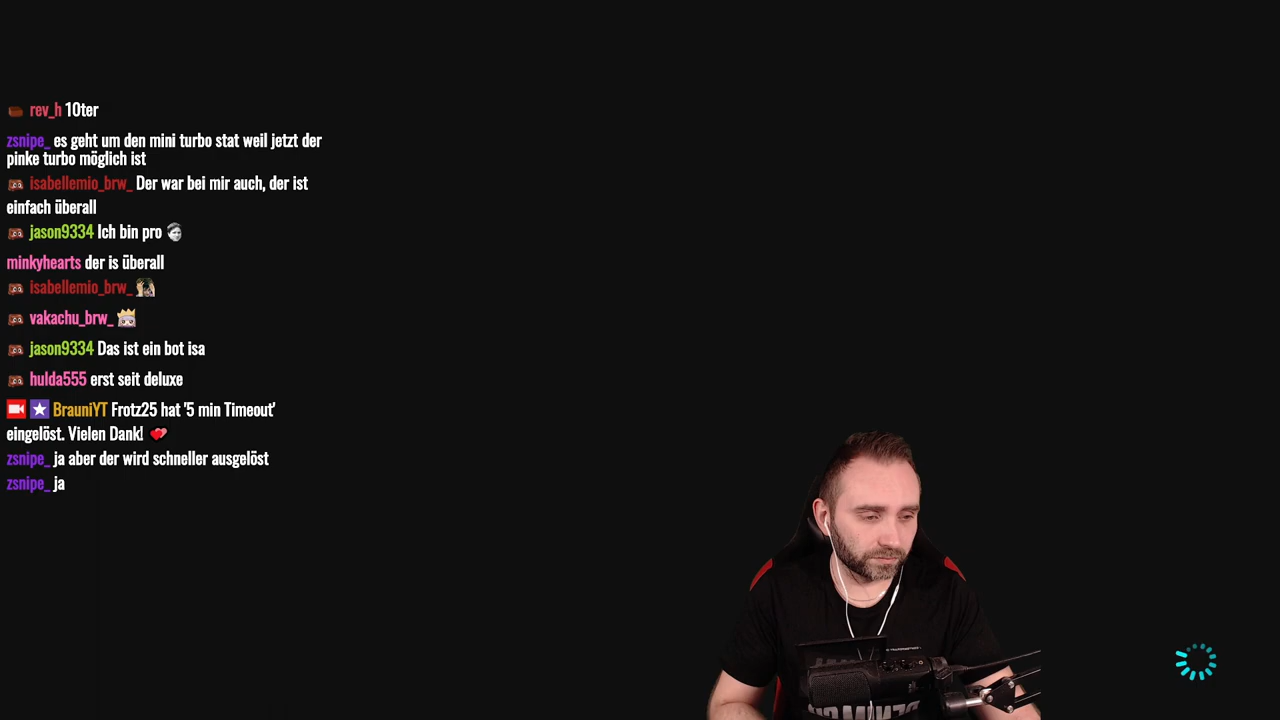 rev_h 10ter
zsnipe_ es geht um den mini turbo stat weil jetzt der
pinke turbo möglich ist
isabellemio_brw_ Der war bei mir auch, der ist
einfach überall
jason9334 Ich bin pro
minkyhearts der is überall
isabellemio_brw_
vakachu_brw_
jason9334 Das ist ein bot isa
hulda555 erst seit deluxe
BrauniYT Frotz25 hat '5 min Timeout'
eingelöst. Vielen Dank!
zsnipe_ ja aber der wird schneller ausgelöst
zsnipe_ ja